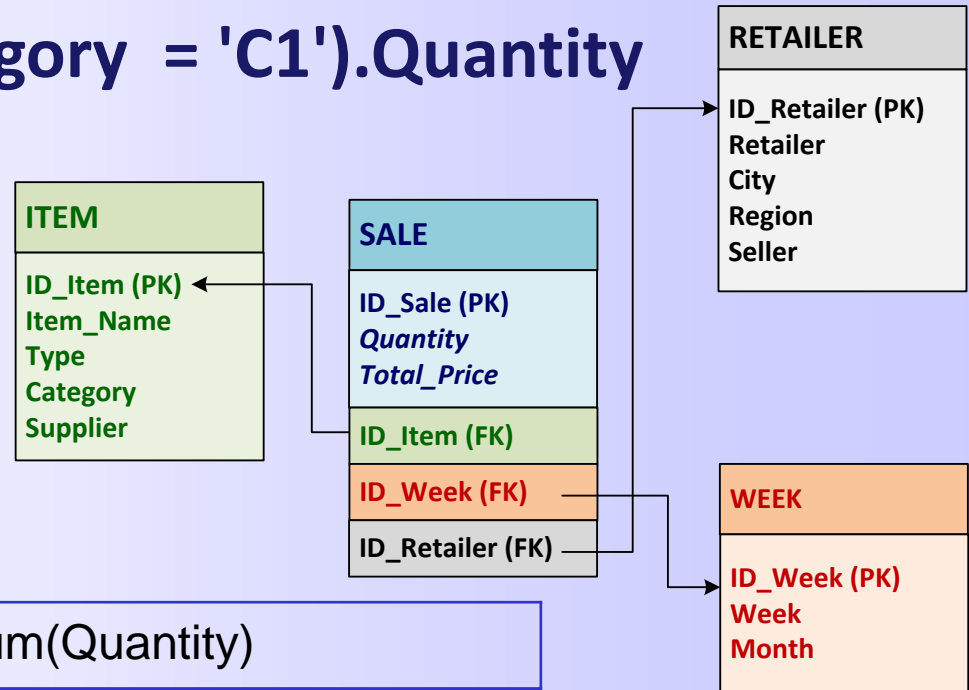 gory = 'C1').Quantity
RETAILER
ID_Retailer (PK)
Retailer
City
Region
Seller
ITEM
ID_Item (PK)
Item_Name
Type
Category
Supplier
SALE
ID_Sale (PK)
Quantity
Total_Price
ID_Item (FK)
ID_Week (FK)
ID_Retailer (FK)
WEEK
ID_Week (PK)
Week
Month
um(Quantity)